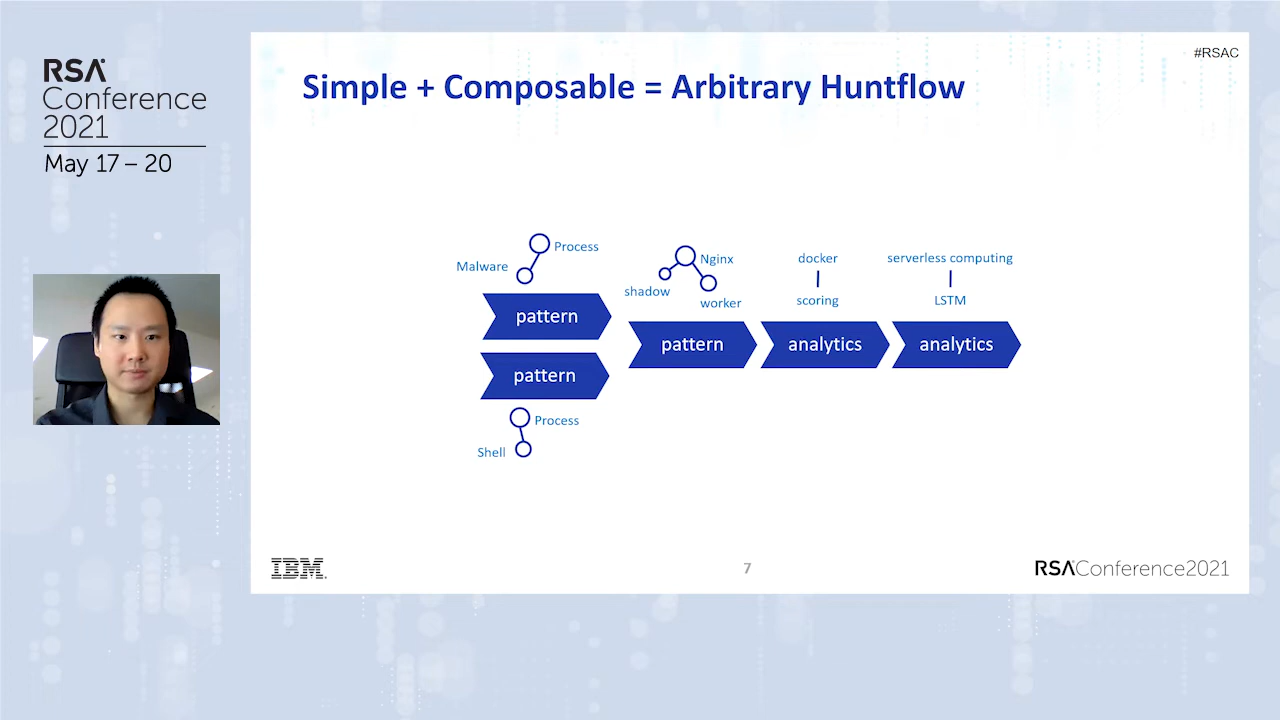 RSA
Conference
2021
May 17 – 20
#RSAC
Simple + Composable = Arbitrary Huntflow
Process
Malware
pattern
pattern
Process
Shell
Nginx
shadow
worker
pattern
docker
scoring
analytics
serverless computing
LSTM
analytics
IBM
7
RSAConference2021